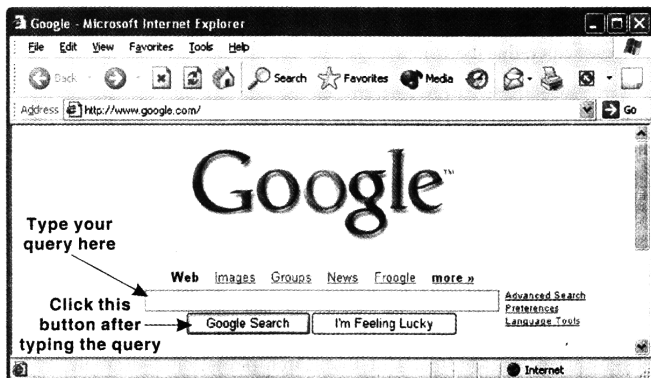 Google - Microsoft Internet Explorer
File Edit View Favorites Tools Help
Back Search Favorites Media
Address http://www.google.com/ Go
Google™
Type your
query here
Web Images Groups News Froogle more »
Click this
button after
typing the query
Google Search I'm Feeling Lucky
Advanced Search
Preferences
Language Tools
Internet